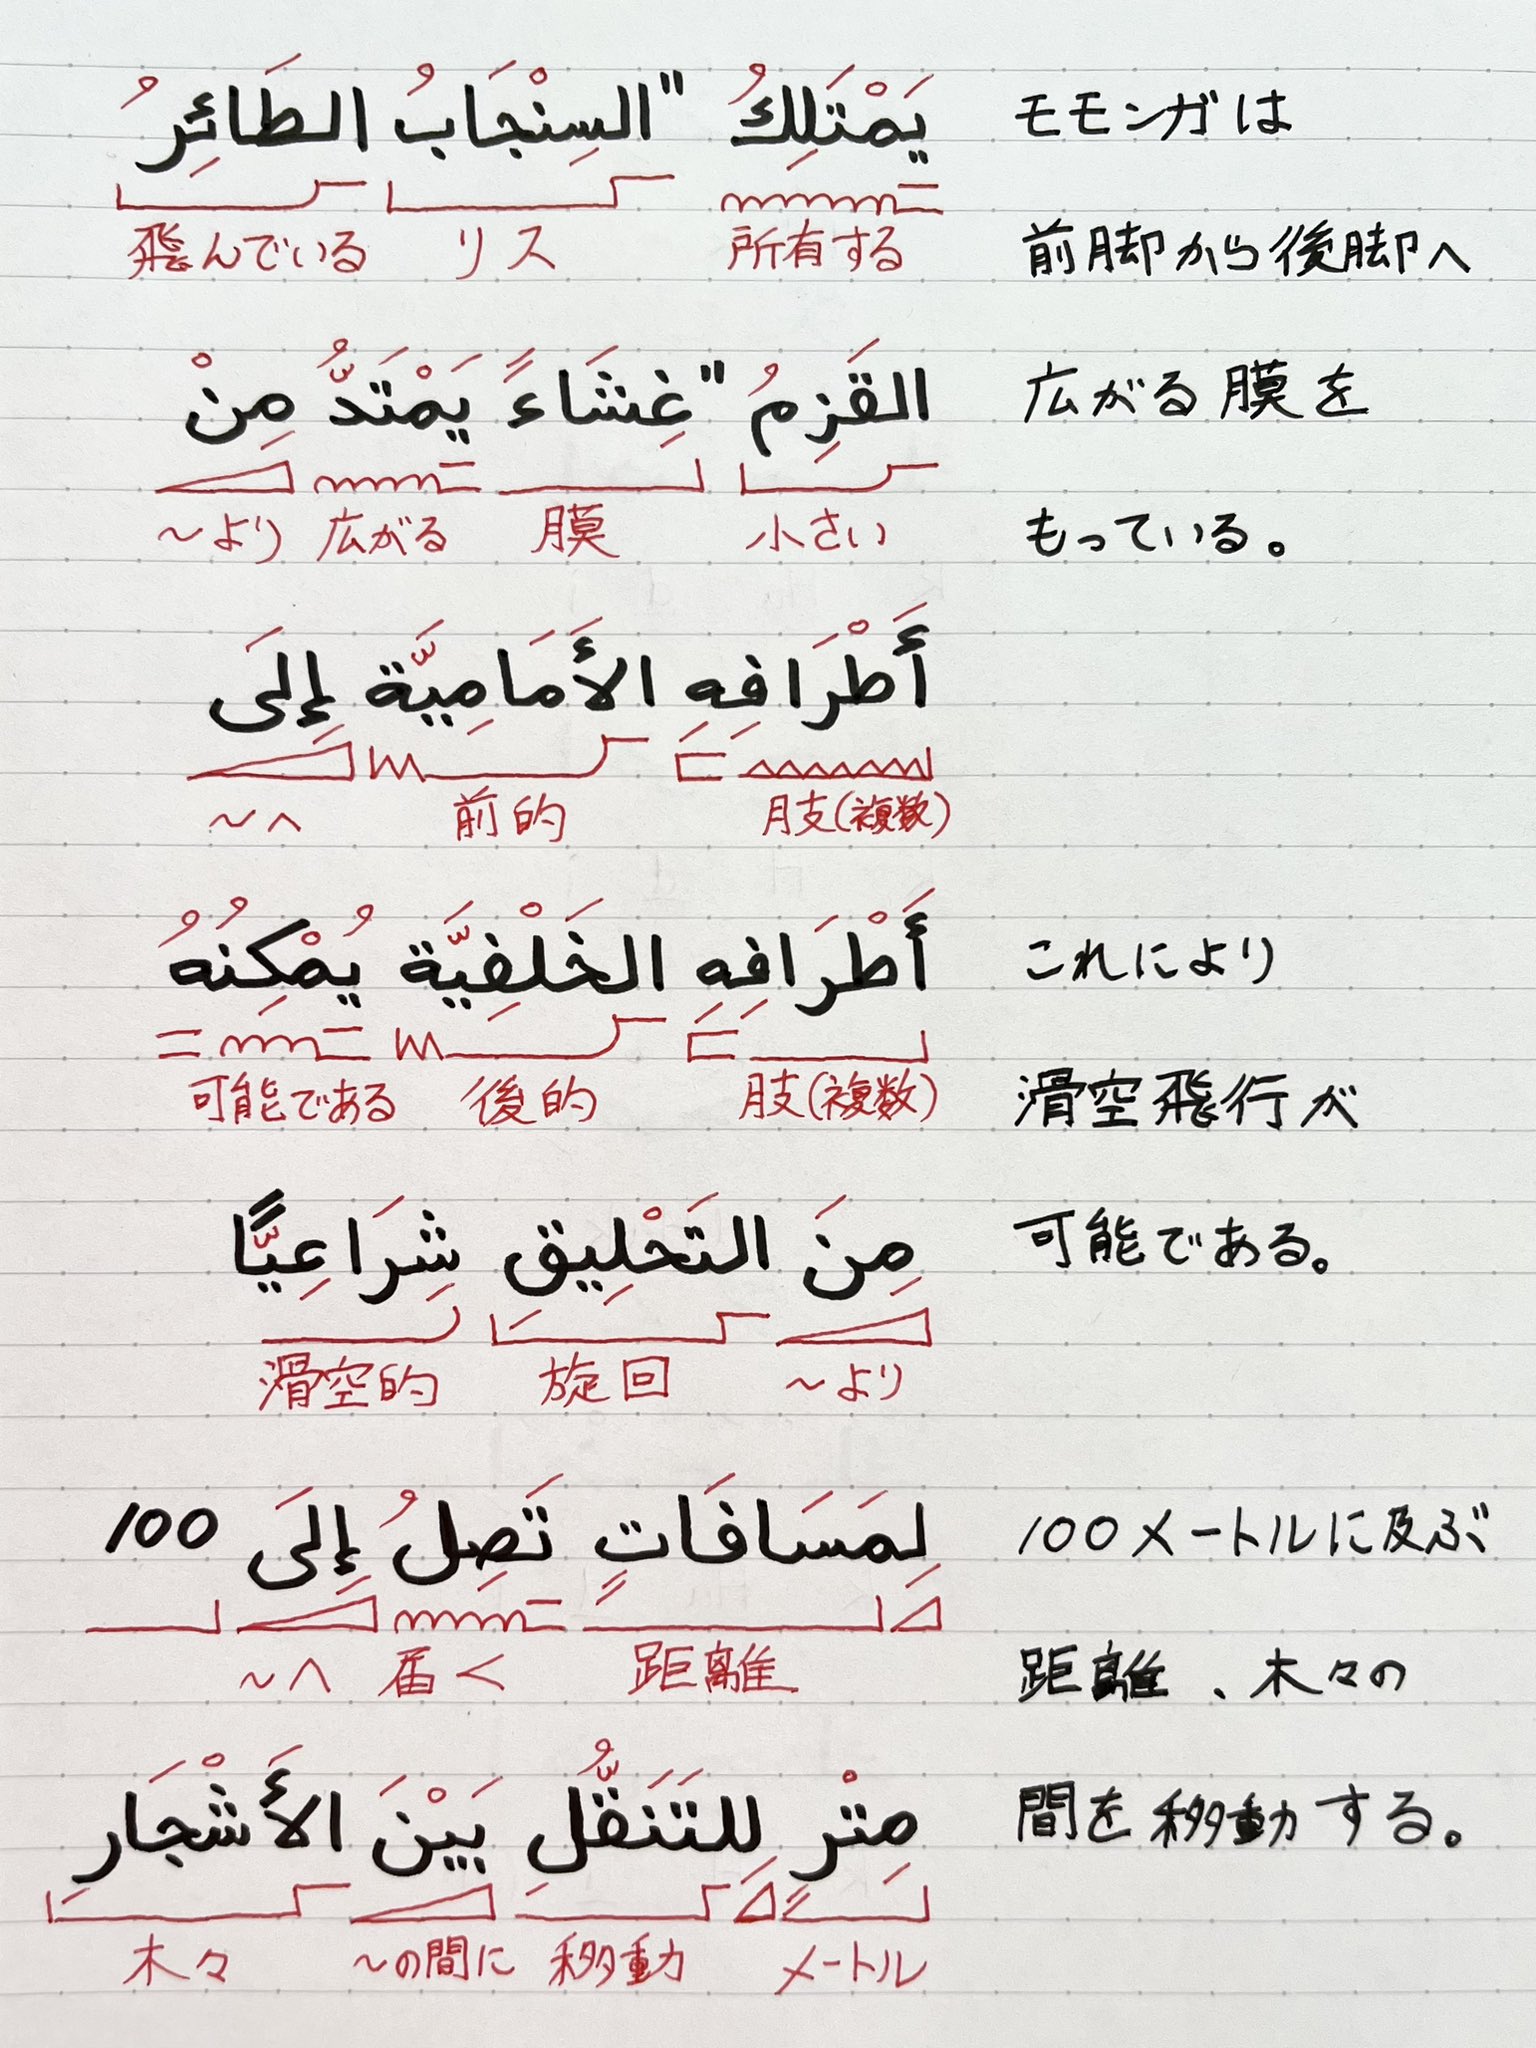 يَمْتَلِكُ "السِنْجَابُ الطَائِرُ
モモンガは
所有する リス 飛んでいる
前脚から後脚へ
القَزِمُ" غِشَاءً يَمْتَدُّ مِنْ
広がる膜を
小さい 膜 広がる ～より
もっている。
أَطْرَافِه الأَمَامِيَّة إِلَى
肢(複数) 前的 ～へ
أَطْرَافِه الخَلْفِيَّة يُمْكِنُهُ
これにより
肢(複数) 後的 可能である
滑空飛行が
مِنَ التَحْلِيقِ شِرَاعِيًّا
可能である。
～より 旋回 滑空的
لِمَسَافَاتٍ تَصِلُ إِلَى 100
100メートルに及ぶ
距離 届く ～へ
距離、木々の
مِتْرٍ لِلتَنَقُّلِ بَيْنَ الأَشْجَارِ
間を移動する。
メートル 移動 ～の間に 木々